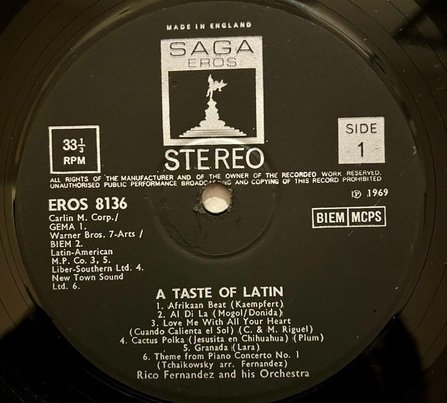 MADE IN ENGLAND
SAGA
EROS
33⅓
RPM
SIDE
1
STEREO
ALL RIGHTS OF THE MANUFACTURER AND OF THE OWNER OF THE RECORDED WORK RESERVED.
UNAUTHORISED PUBLIC PERFORMANCE BROADCASTING AND COPYING OF THIS RECORD PROHIBITED
EROS 8136
Ⓟ 1969
Carlin M. Corp./
GEMA 1.
Warner Bros. 7-Arts /
BIEM 2.
Latin-American
M.P. Co. 3, 5.
Liber-Southern Ltd. 4.
New Town Sound
Ltd. 6.
BIEM MCPS
A TASTE OF LATIN
1. Afrikaan Beat (Kaempfert)
2. Al Di La (Mogol/Donida)
3. Love Me With All Your Heart
(Cuando Calienta el Sol) (C. & M. Riguel)
4. Cactus Polka (Jesusita en Chihuahua) (Plum)
5. Granada (Lara)
6. Theme from Piano Concerto No. 1
(Tchaikowsky arr. Fernandez)
Rico Fernandez and his Orchestra